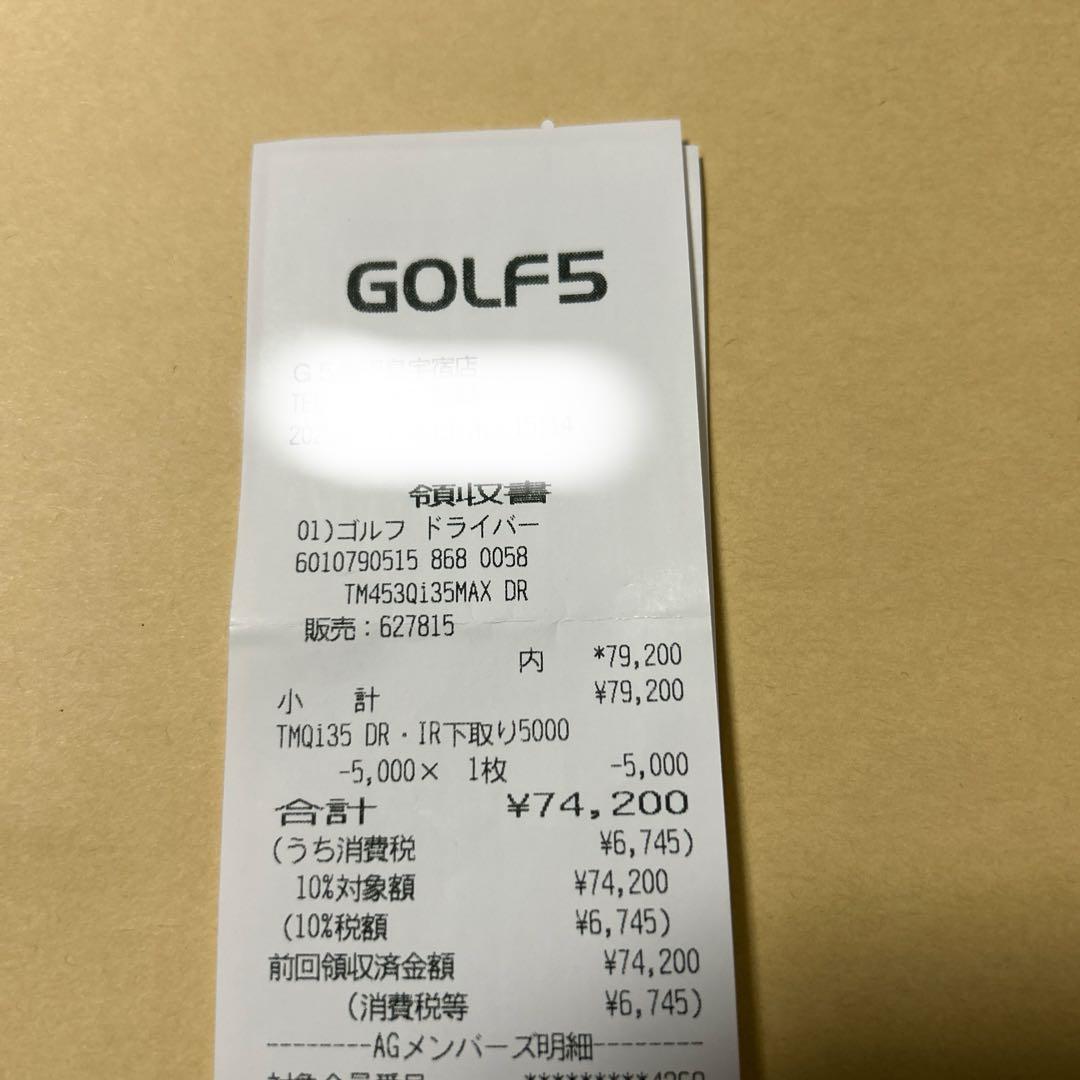 GOLF5
宿店
領収書
01)ゴルフ ドライバー
6010790515 868 0058
TM453Qi35MAX DR
販売:627815
内 *79,200
小 計 ¥79,200
TMQi35 DR・IR下取り5000
-5,000× 1枚 -5,000
合計 ¥74,200
(うち消費税 ¥6,745)
10%対象額 ¥74,200
(10%税額 ¥6,745)
前回領収済金額 ¥74,200
(消費税等 ¥6,745)
--------AGメンバーズ明細--------